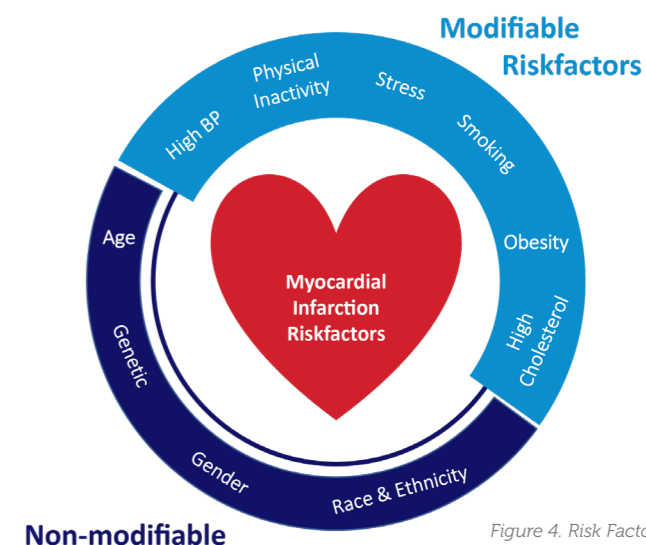 Modifiable
Riskfactors
High BP
Physical
Inactivity
Stress
Smoking
Obesity
High
Cholesterol
Age
Genetic
Gender
Race & Ethnicity
Myocardial
Infarction
Riskfactors
Non-modifiable
Figure 4. Risk